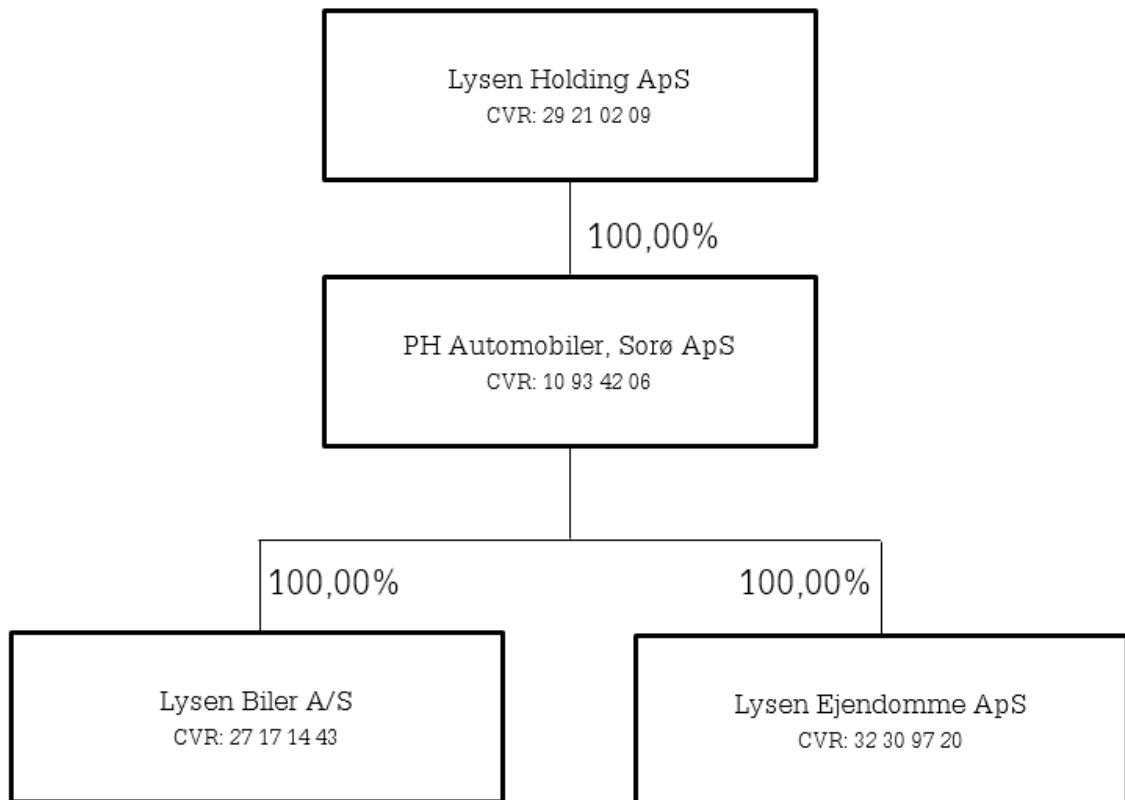 Lysen Holding ApS
CVR: 29 21 02 09
100,00%
PH Automobiler, Sorø ApS
CVR: 10 93 42 06
100,00%
100,00%
Lysen Biler A/S
CVR: 27 17 14 43
Lysen Ejendomme ApS
CVR: 32 30 97 20